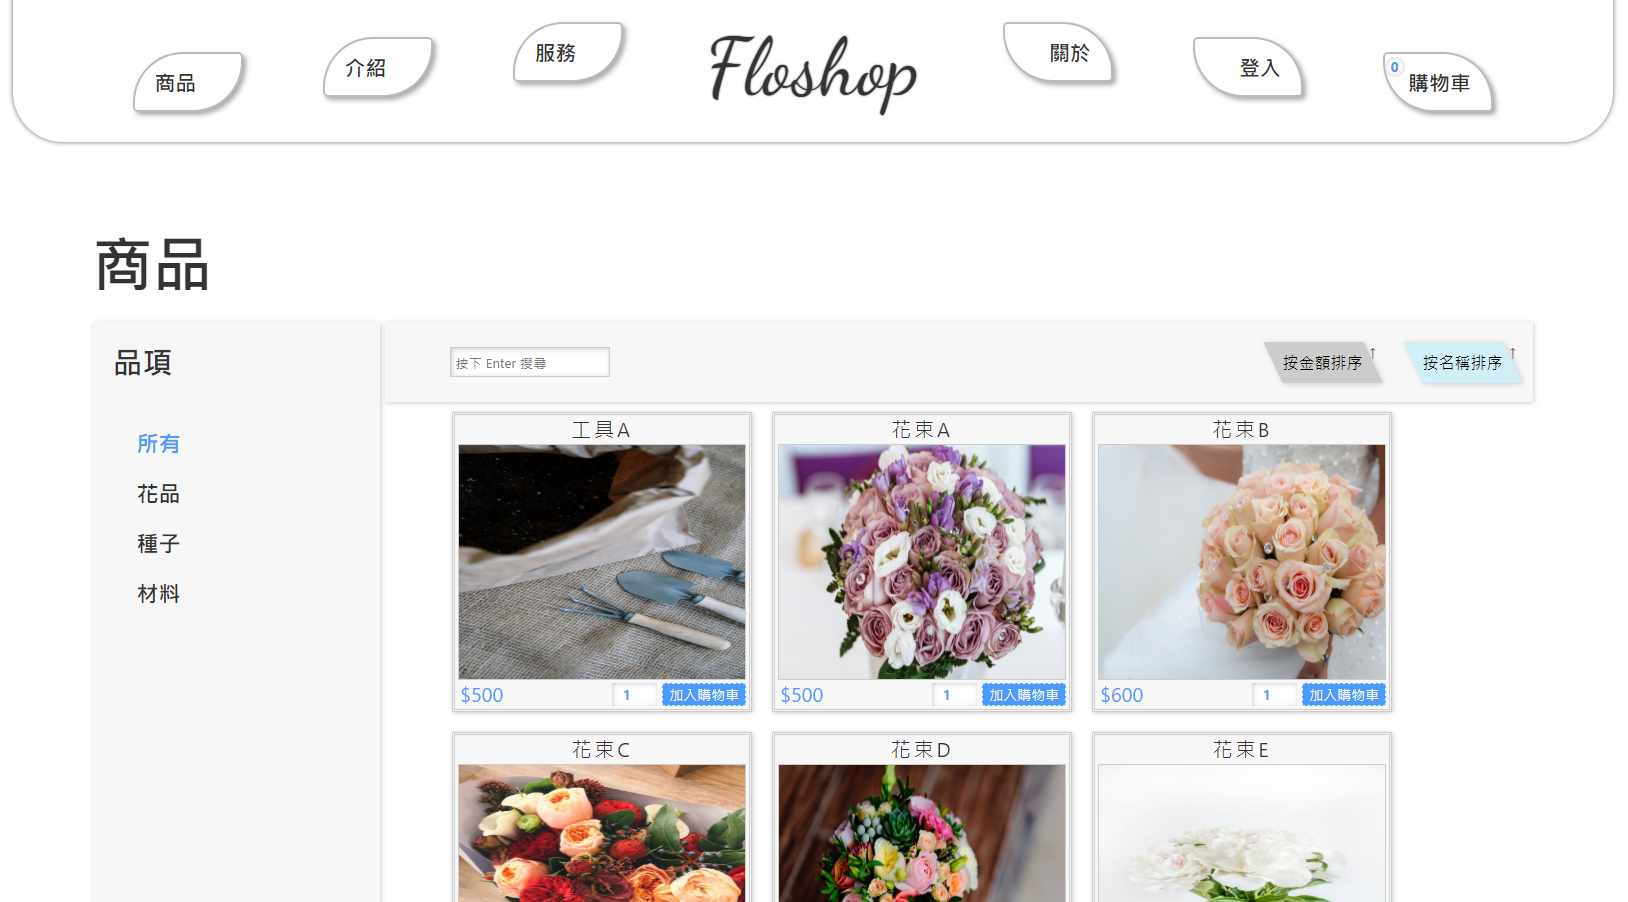 商品
介紹
服務
Floshop
關於
登入
0
購物車
商品
品項
所有
花品
種子
材料
按下 Enter 搜尋
按金額排序↑
按名稱排序↑
工具A
$500
1
加入購物車
花束A
$500
1
加入購物車
花束B
$600
1
加入購物車
花束C
花束D
花束E